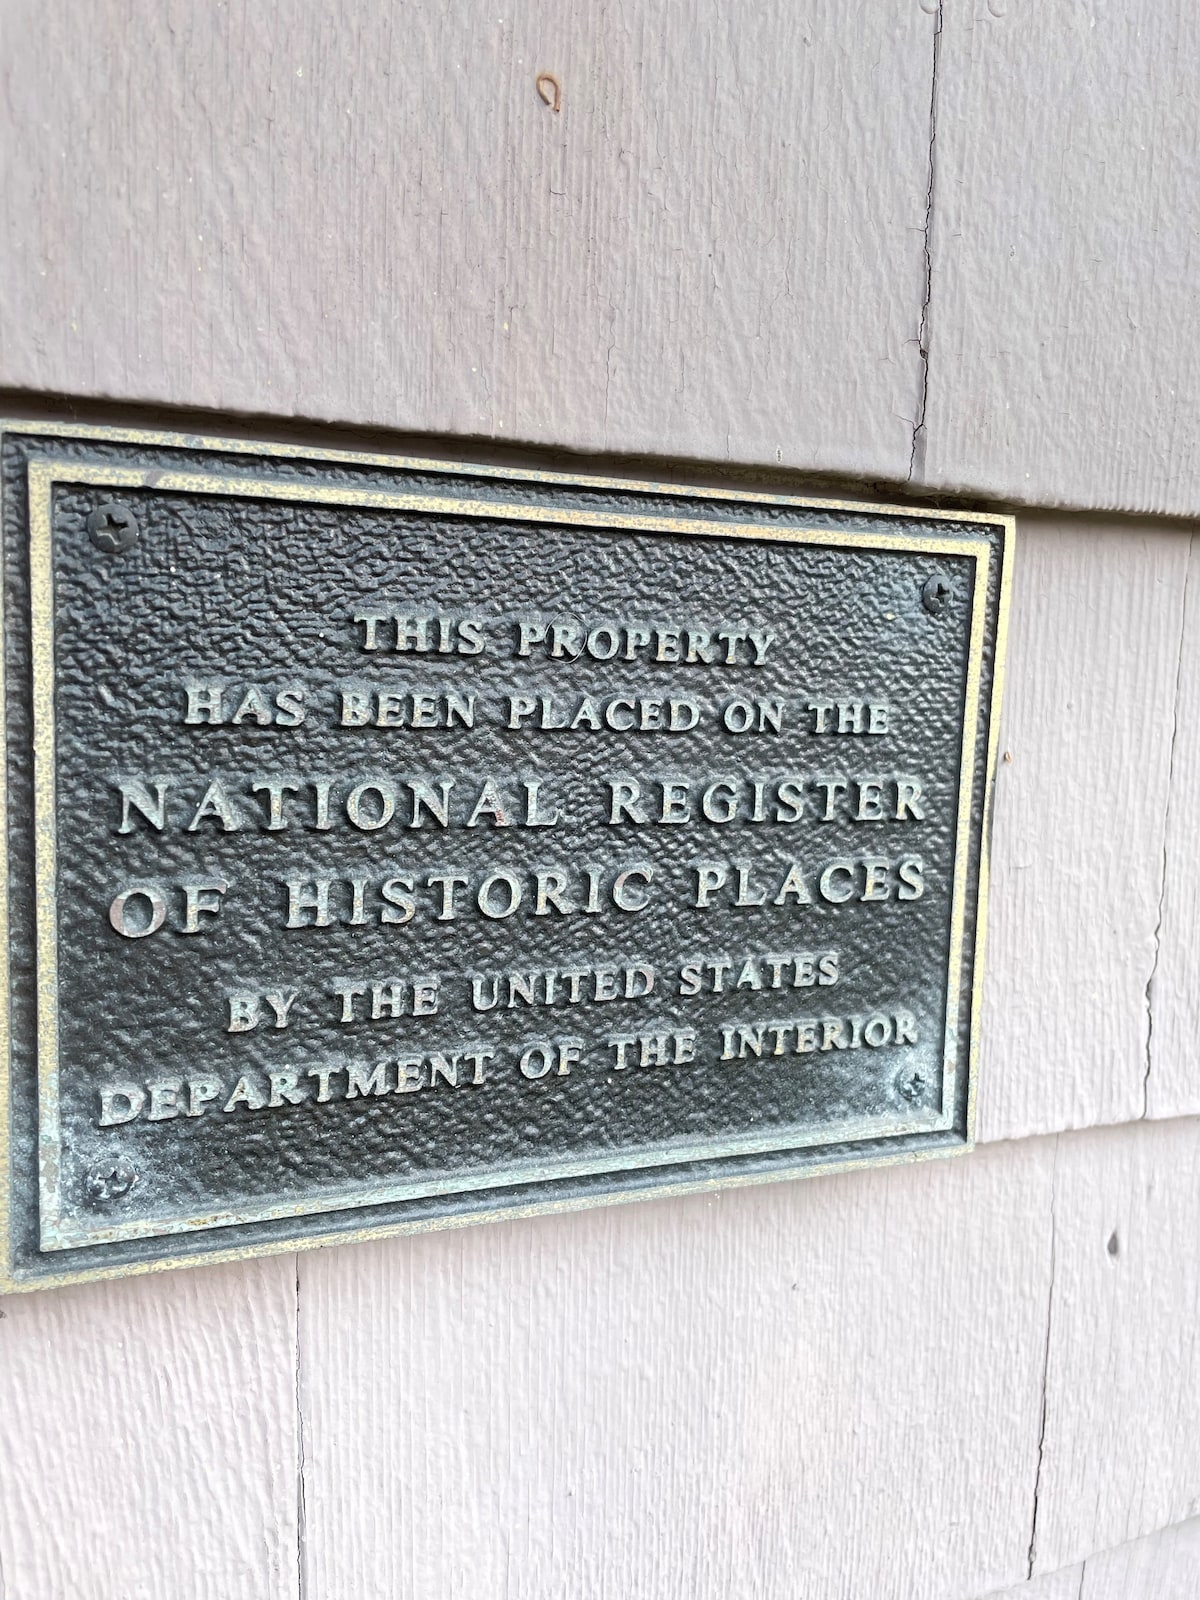 THIS PROPERTY
HAS BEEN PLACED ON THE
NATIONAL REGISTER
OF HISTORIC PLACES
BY THE UNITED STATES
DEPARTMENT OF THE INTERIOR